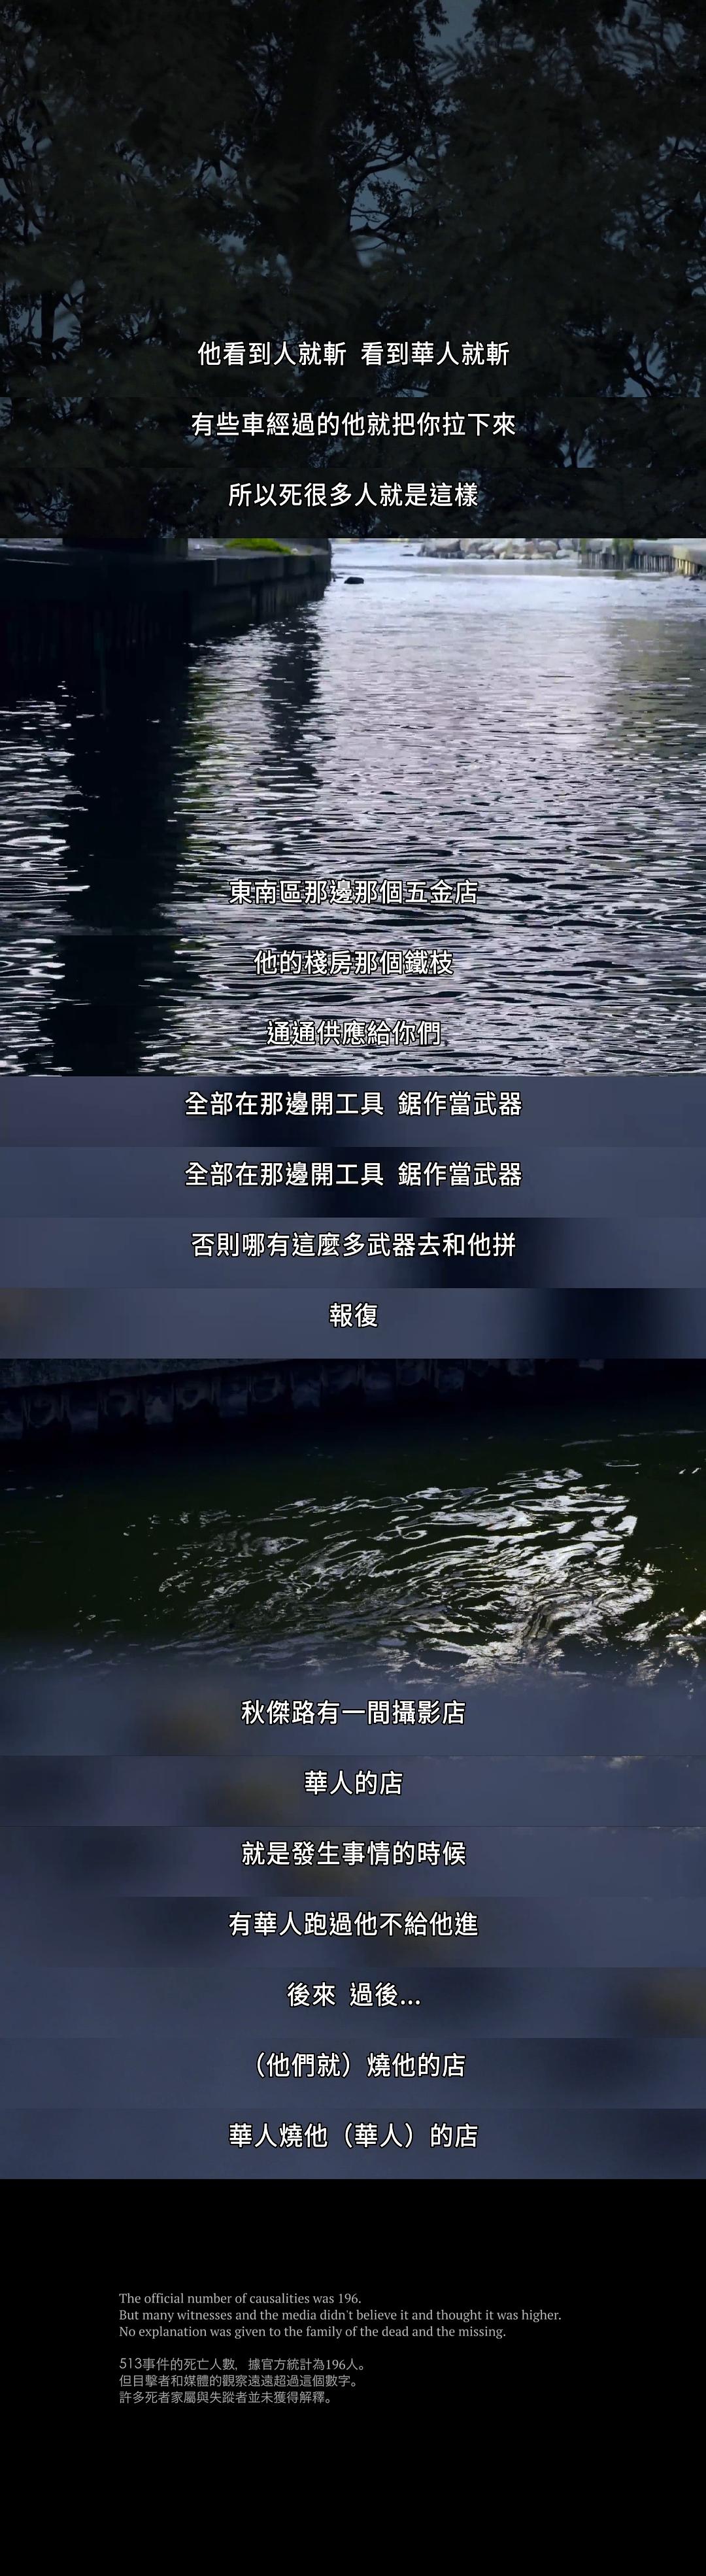 他看到人就斬 看到華人就斬
有些車經過的他就把你拉下來
所以死很多人就是這樣
東南區那邊那個五金店
他的棧房那個鐵枝
通通供應給你們
全部在那邊開工具 鋸作當武器
全部在那邊開工具 鋸作當武器
否則哪有這麼多武器去和他拼
報復
秋傑路有一間攝影店
華人的店
就是發生事情的時候
有華人跑過他不給他進
後來 過後...
（他們就）燒他的店
華人燒他（華人）的店
The official number of causalities was 196.
But many witnesses and the media didn't believe it and thought it was higher.
No explanation was given to the family of the dead and the missing.
513事件的死亡人數，據官方統計為196人。
但目擊者和媒體的觀察遠遠超過這個數字。
許多死者家屬與失蹤者並未獲得解釋。